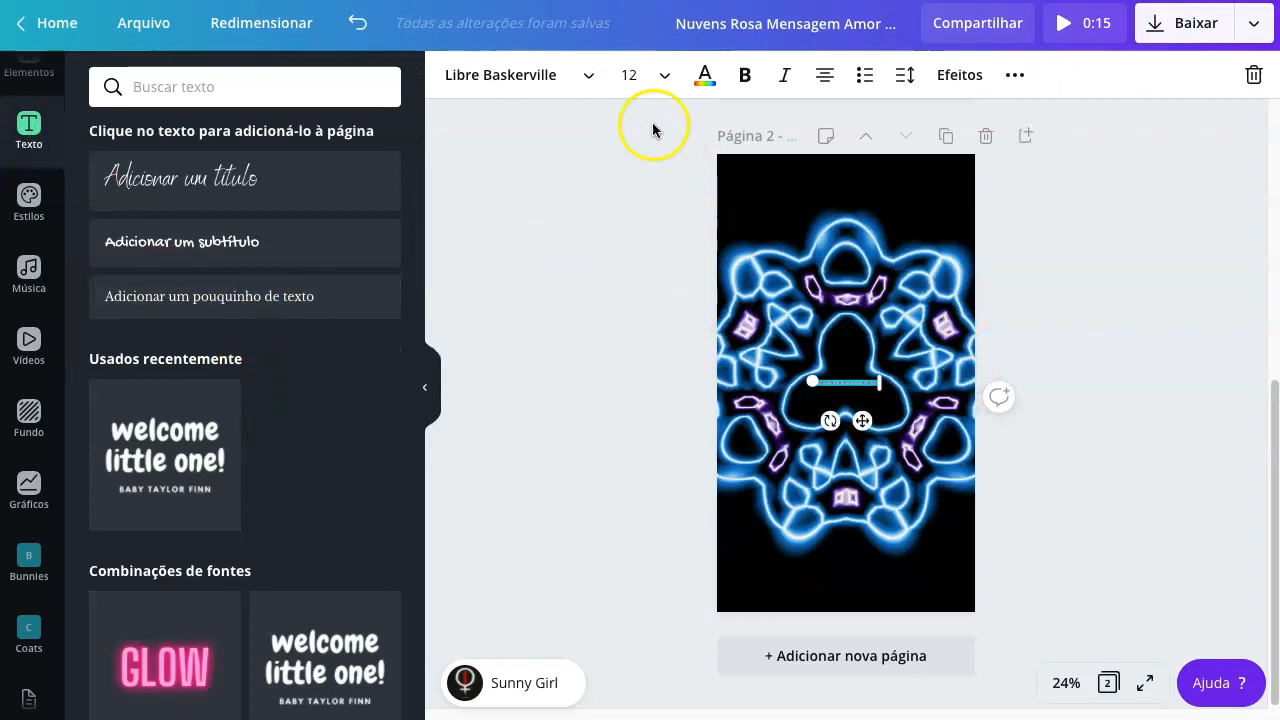 Home Arquivo Redimensionar Todas as alterações foram salvas Nuvens Rosa Mensagem Amor ... Compartilhar 0:15 Baixar
Elementos
Texto
Estilos
Música
Vídeos
Fundo
Gráficos
B
Bunnies
C
Coats
Buscar texto
Clique no texto para adicioná-lo à página
Adicionar um título
Adicionar um subtítulo
Adicionar um pouquinho de texto
Usados recentemente
welcome
little one!
BABY TAYLOR FINN
Combinações de fontes
GLOW
welcome
little one!
BABY TAYLOR FINN
Libre Baskerville 12 A B I Efeitos
Página 2 - ...
+ Adicionar nova página
Sunny Girl
24% 2 Ajuda ?